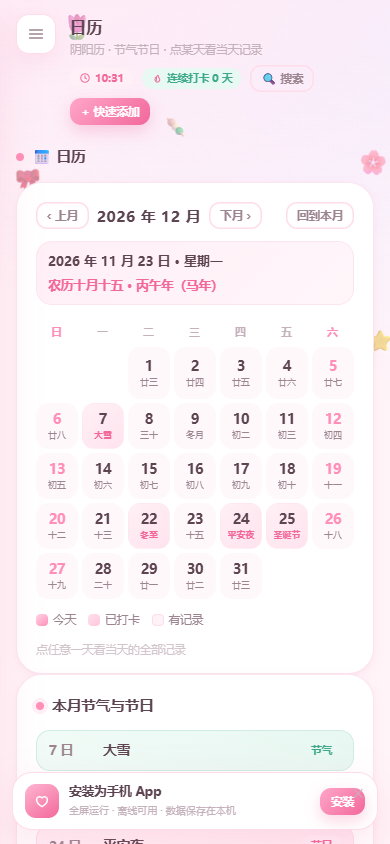 日历
阴阳历 · 节气节日 · 点某天看当天记录
10:31
连续打卡 0 天
搜索
+ 快速添加
日历
‹ 上月
2026 年 12 月
下月 ›
回到本月
2026 年 11 月 23 日 • 星期一
农历十月十五 • 丙午年（马年）
日 一 二 三 四 五 六
1 2 3 4 5
廿三 廿四 廿五 廿六 廿七
6 7 8 9 10 11 12
廿八 大雪 三十 冬月 初二 初三 初四
13 14 15 16 17 18 19
初五 初六 初七 初八 初九 初十 十一
20 21 22 23 24 25 26
十二 十三 冬至 十五 平安夜 圣诞节 十八
27 28 29 30 31
十九 二十 廿一 廿二 廿三
今天 已打卡 有记录
点任意一天看当天的全部记录
本月节气与节日
7 日 大雪 节气
安装为手机 App
全屏运行 · 离线可用 · 数据保存在本机
安装